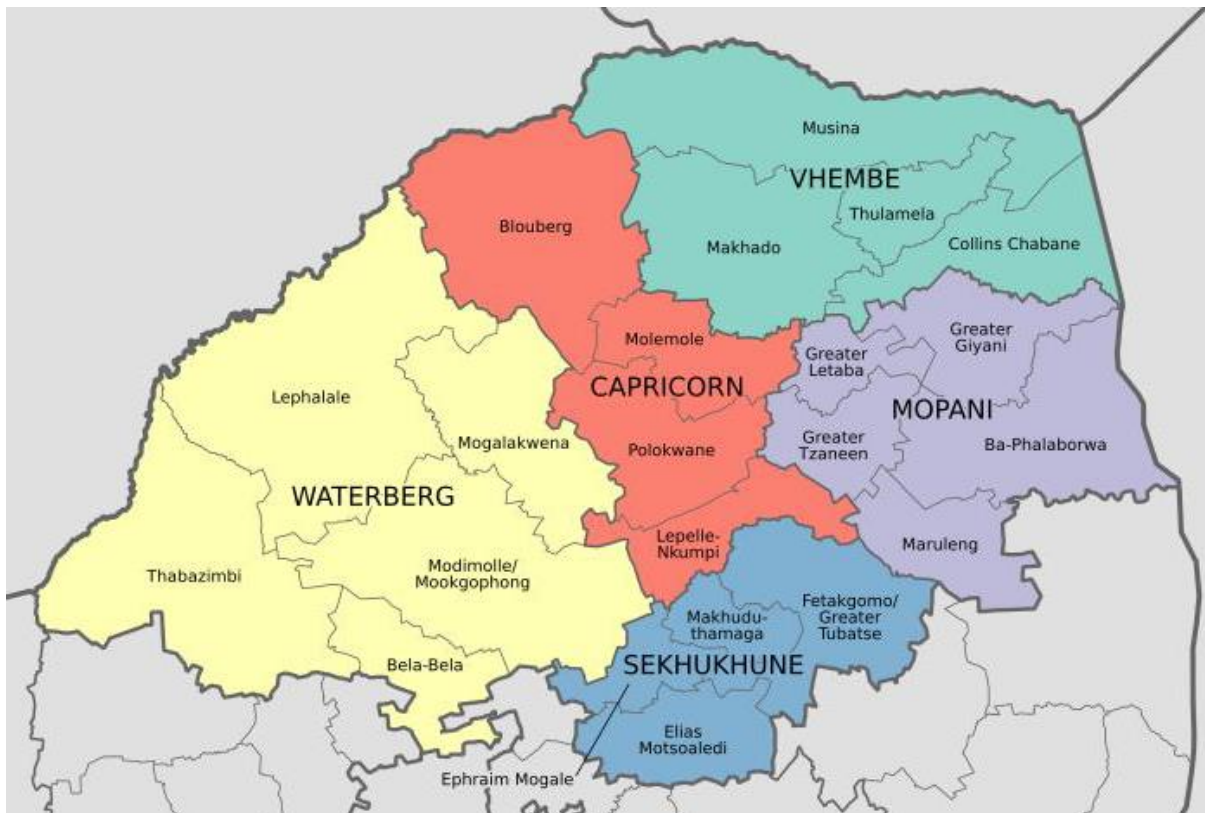 Musina
VHEMBE
Thulamela
Blouberg
Makhado
Collins Chabane
Molemole
Greater
Giyani
Greater
Letaba
CAPRICORN
Lephalale
MOPANI
Mogalakwena
Polokwane
Greater
Tzaneen
Ba-Phalaborwa
WATERBERG
Lepelle-
Nkumpi
Maruleng
Thabazimbi
Modimolle/
Mookgophong
Fetakgomo/
Greater
Tubatse
Makhudu-
thamaga
Bela-Bela
SEKHUKHUNE
Elias
Motsoaledi
Ephraim Mogale